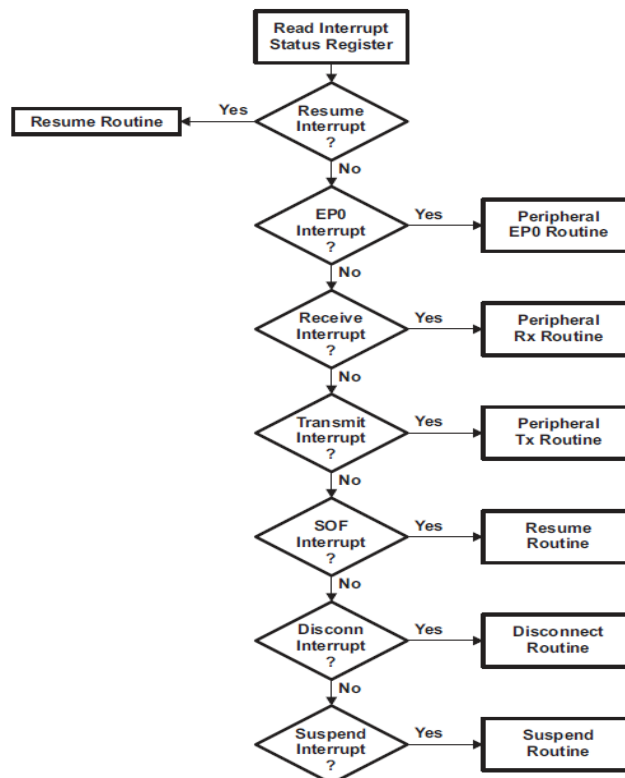 Read Interrupt
Status Register
Yes
Resume
Interrupt
?
Resume Routine
No
EP0
Interrupt
?
Yes
Peripheral
EP0 Routine
No
Receive
Interrupt
?
Yes
Peripheral
Rx Routine
No
Transmit
Interrupt
?
Yes
Peripheral
Tx Routine
No
SOF
Interrupt
?
Yes
Resume
Routine
No
Disconn
Interrupt
?
Yes
Disconnect
Routine
No
Suspend
Interrupt
?
Yes
Suspend
Routine